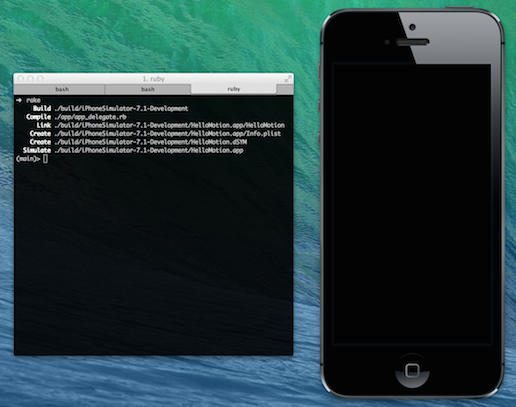 1. ruby
bash bash ruby
➜ rake
Build ./build/iPhoneSimulator-7.1-Development
Compile ./app/app_delegate.rb
Link ./build/iPhoneSimulator-7.1-Development/HelloMotion.app/HelloMotion
Create ./build/iPhoneSimulator-7.1-Development/HelloMotion.app/Info.plist
Create ./build/iPhoneSimulator-7.1-Development/HelloMotion.dSYM
Simulate ./build/iPhoneSimulator-7.1-Development/HelloMotion.app
(main)>